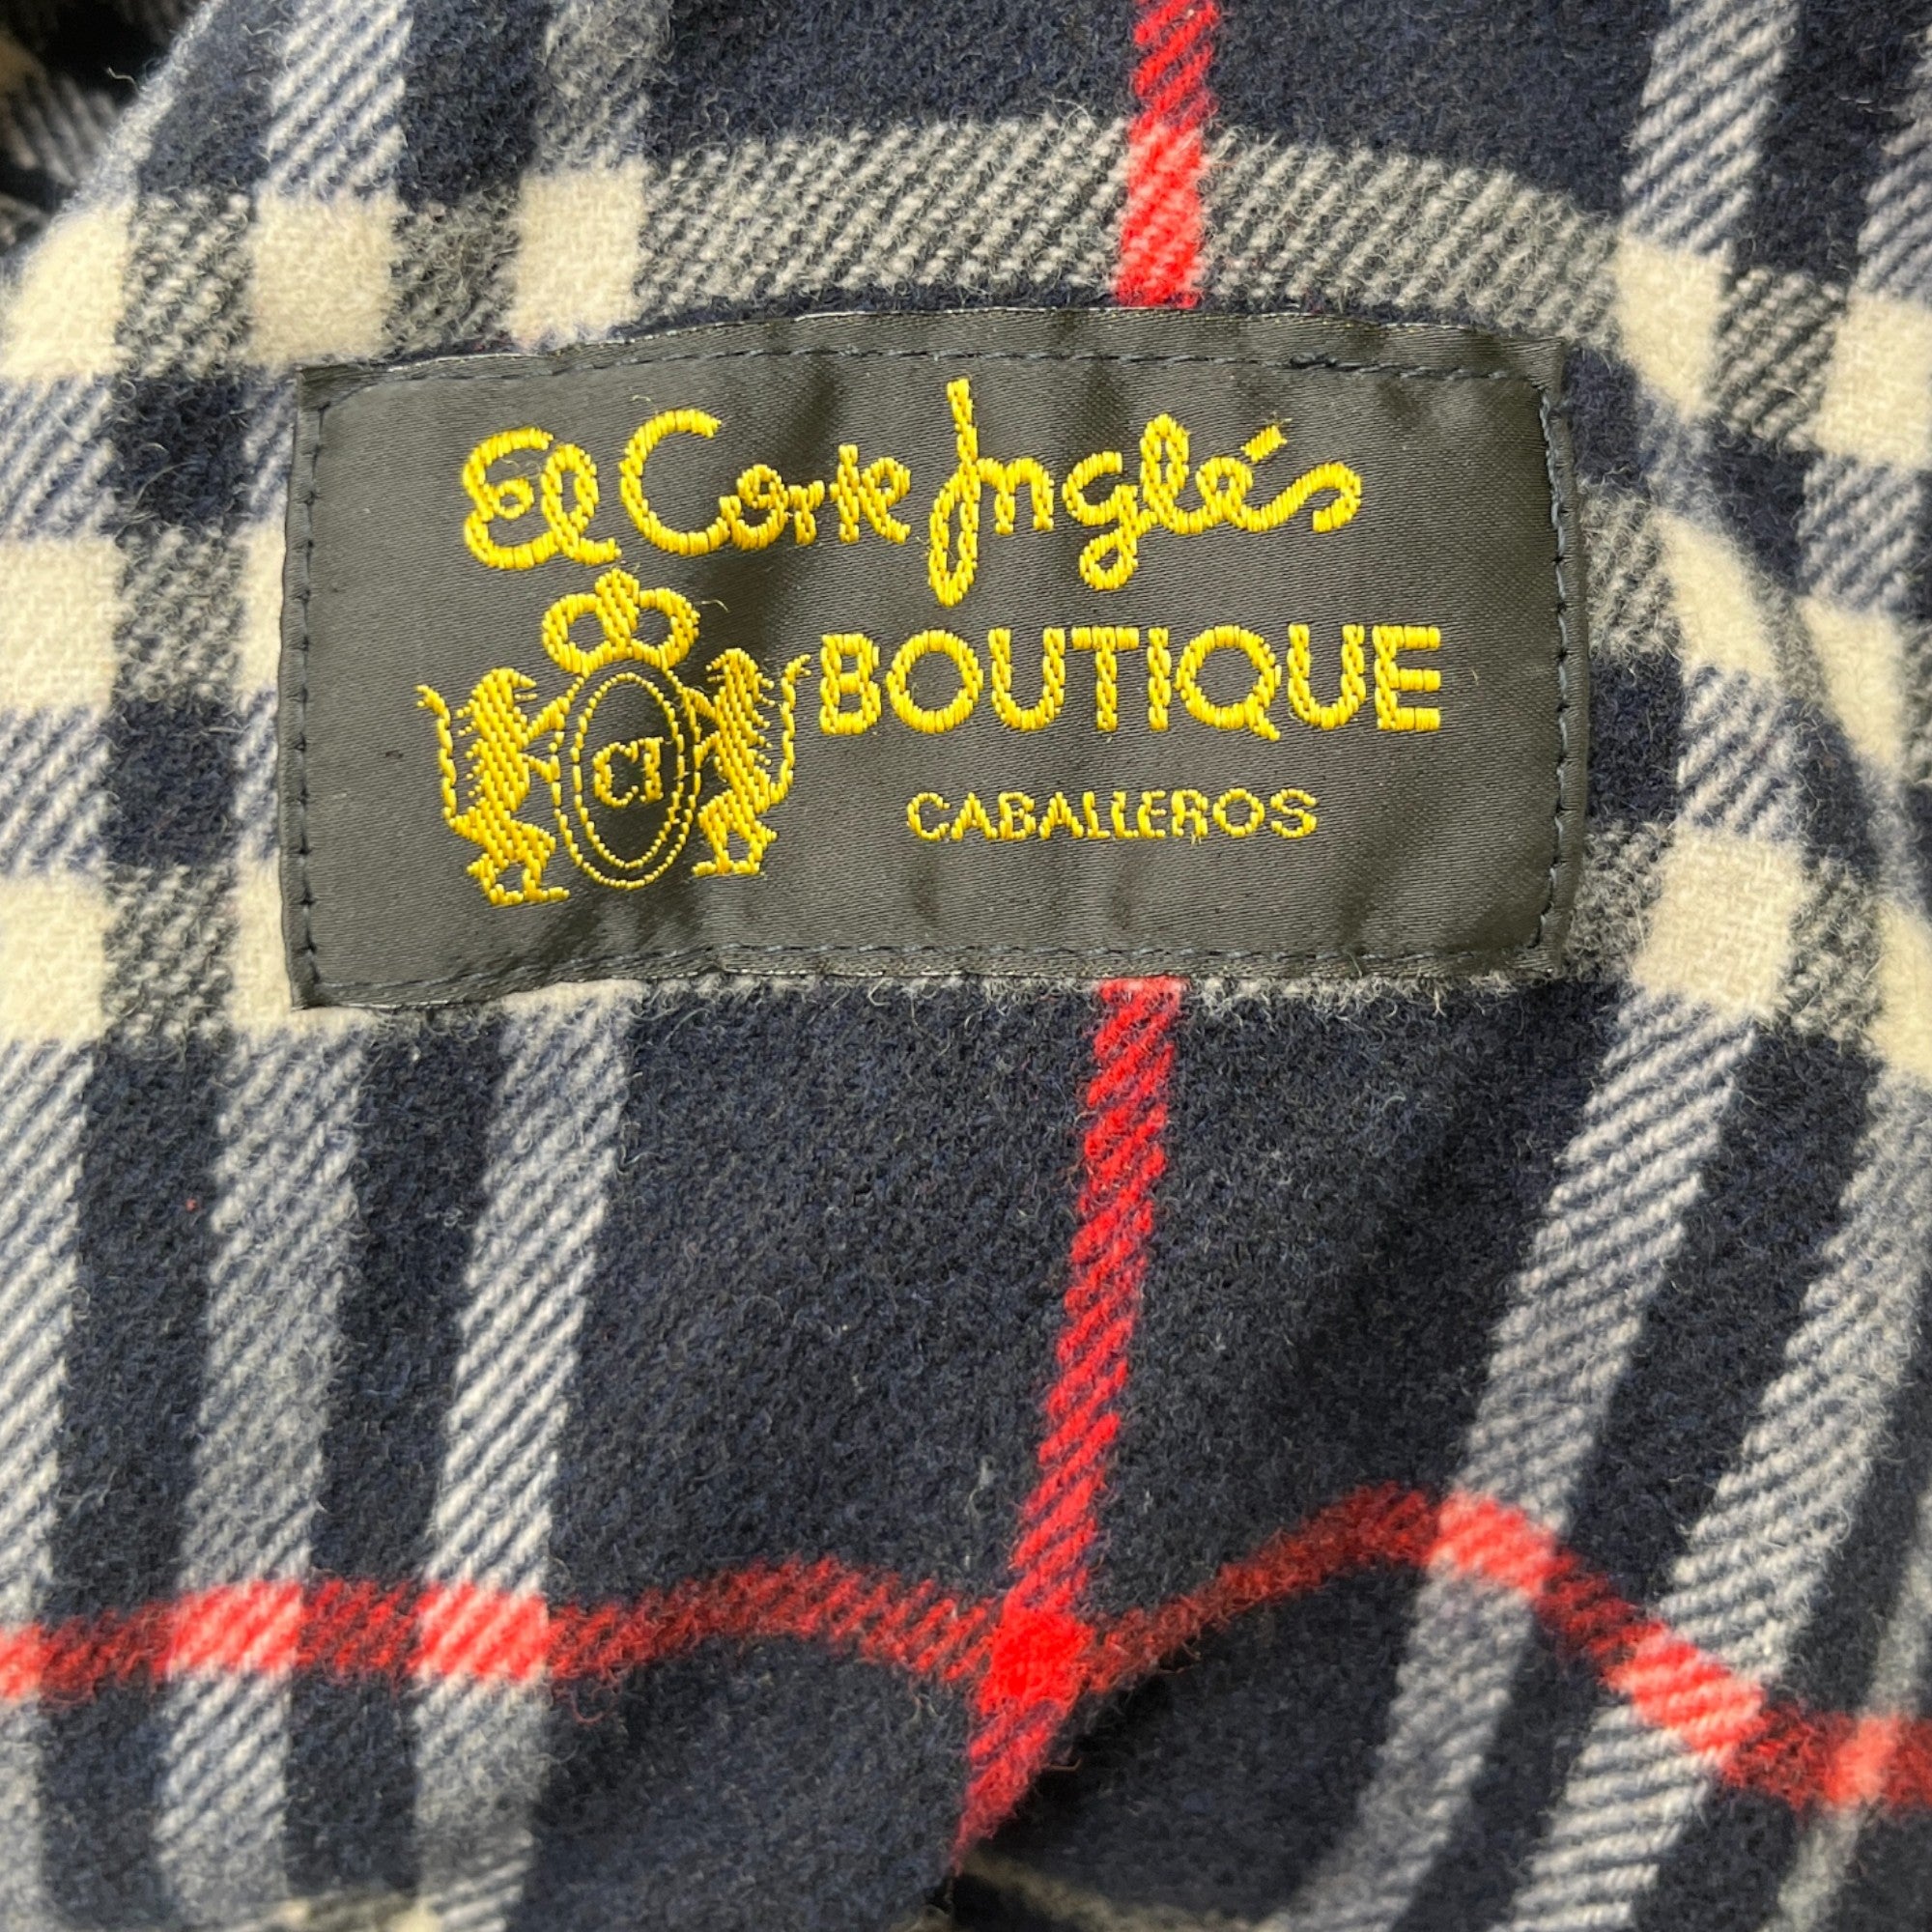 El Corte Inglés
BOUTIQUE
CI
CABALLEROS